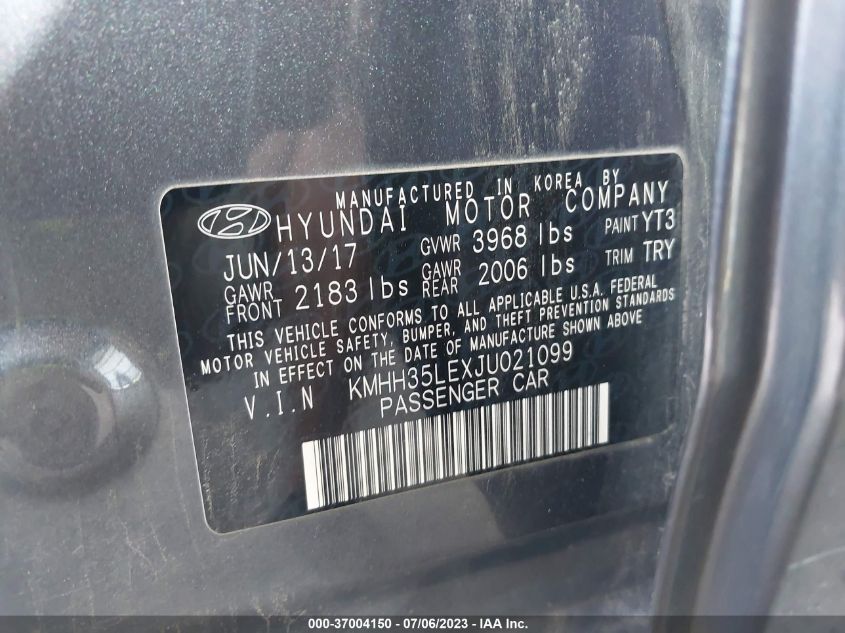 MANUFACTURED IN KOREA BY
HYUNDAI MOTOR COMPANY
JUN/13/17 GVWR 3968 lbs PAINT YT3
GAWR FRONT 2183 lbs GAWR REAR 2006 lbs TRIM TRY
THIS VEHICLE CONFORMS TO ALL APPLICABLE U.S.A. FEDERAL
MOTOR VEHICLE SAFETY, BUMPER, AND THEFT PREVENTION STANDARDS
IN EFFECT ON THE DATE OF MANUFACTURE SHOWN ABOVE
V.I.N KMHH35LEXJU021099
PASSENGER CAR
000-37004150 - 07/06/2023 - IAA Inc.